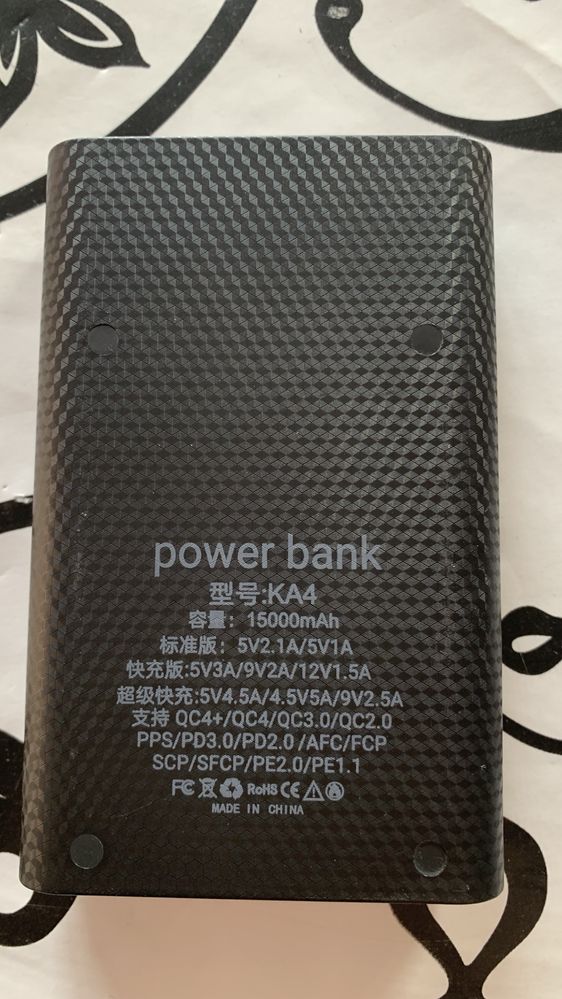 power bank
型号:KA4
容量：15000mAh
标准版：5V2.1A/5V1A
快充版:5V3A/9V2A/12V1.5A
超级快充:5V4.5A/4.5V5A/9V2.5A
支持 QC4+/QC4/QC3.0/QC2.0
PPS/PD3.0/PD2.0 /AFC/FCP
SCP/SFCP/PE2.0/PE1.1
FC RoHS CE
MADE IN CHINA